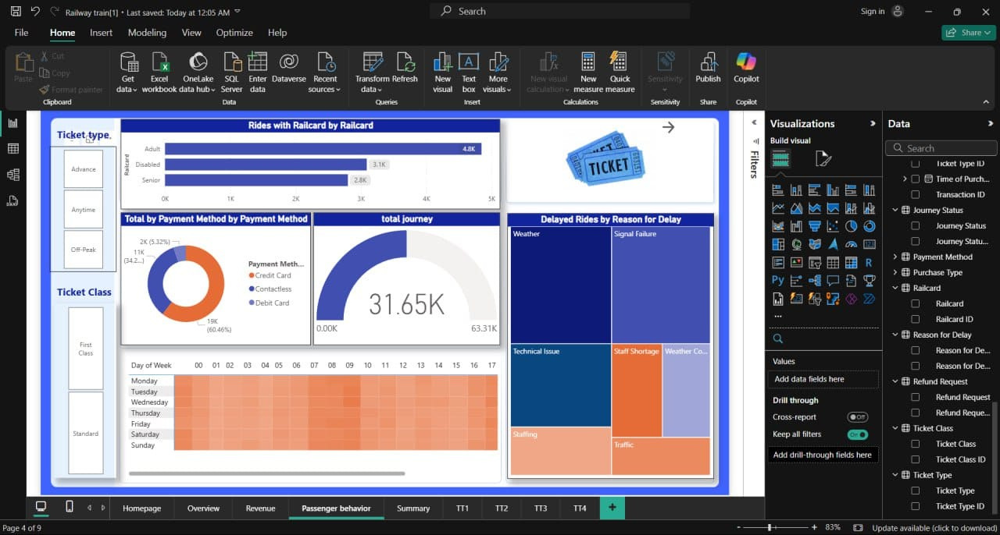 Railway train[1] • Last saved: Today at 12:05 AM
Search
Sign in
File Home Insert Modeling View Optimize Help
Share
Paste
Cut
Copy
Format painter
Clipboard
Get data
Excel workbook
OneLake data hub
SQL Server
Enter data
Dataverse
Recent sources
Data
Transform data
Refresh
Queries
New visual
Text box
More visuals
Insert
New visual calculation
New measure
Quick measure
Calculations
Sensitivity
Sensitivity
Publish
Share
Copilot
Copilot
Ticket type.
Advance
Anytime
Off-Peak
Ticket Class
First Class
Standard
Rides with Railcard by Railcard
Railcard
Adult 4.8K
Disabled 3.1K
Senior 2.8K
0K 1K 2K 3K 4K 5K
TICKET
Total by Payment Method by Payment Method
2K (5.32%)
11K
(34.2...)
19K
(60.46%)
Payment Meth...
Credit Card
Contactless
Debit Card
total journey
31.65K
0.00K 63.31K
Delayed Rides by Reason for Delay
Weather
Signal Failure
Technical Issue
Staff Shortage
Weather Co...
Staffing
Traffic
Day of Week 00 01 02 03 04 05 06 07 08 09 10 11 12 13 14 15 16 17
Monday
Tuesday
Wednesday
Thursday
Friday
Saturday
Sunday
Filters
Visualizations
Build visual
R
Py
Values
Add data fields here
Drill through
Cross-report Off
Keep all filters On
Add drill-through fields here
Data
Search
Ticket Type ID
Time of Purch...
Transaction ID
Journey Status
Journey Status
Journey Statu...
Payment Method
Purchase Type
Railcard
Railcard
Railcard ID
Reason for Delay
Reason for De...
Reason for De...
Refund Request
Refund Request
Refund Reque...
Ticket Class
Ticket Class
Ticket Class ID
Ticket Type
Ticket Type
Ticket Type ID
Homepage Overview Revenue Passenger behavior Summary TT1 TT2 TT3 TT4
Page 4 of 9
83%
Update available (click to download)